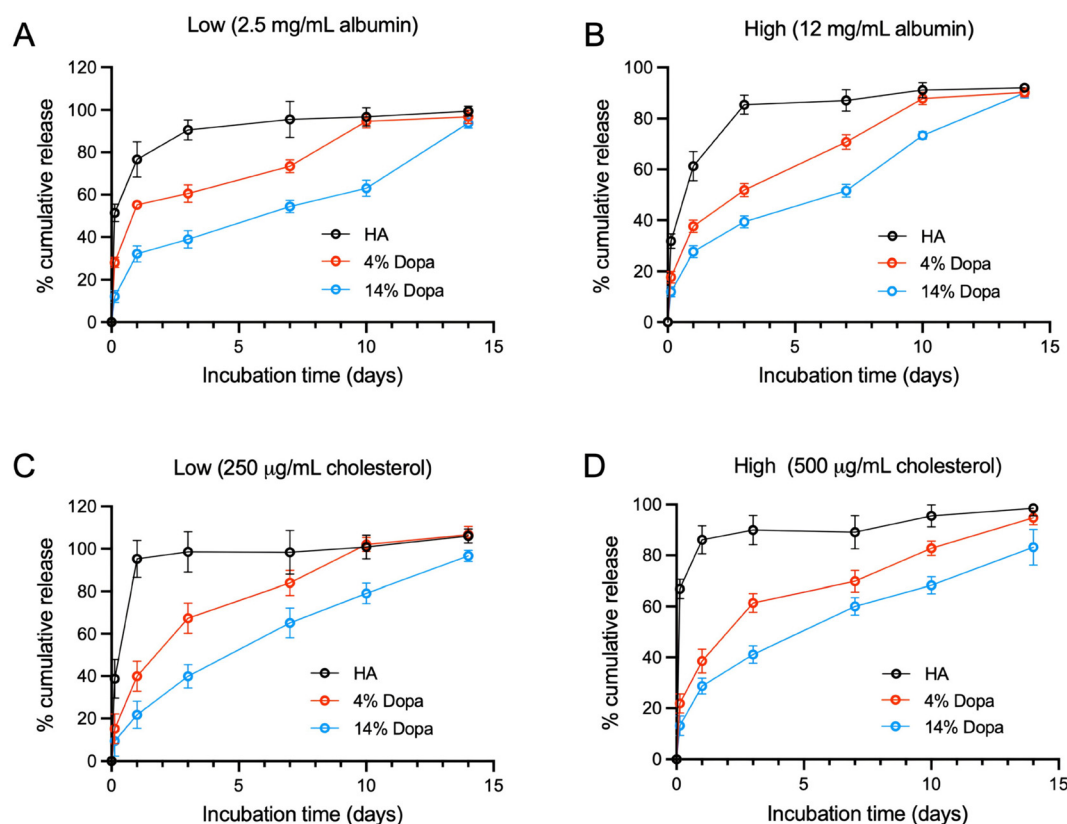 A
Low (2.5 mg/mL albumin)
% cumulative release
120
100
80
60
40
20
0
HA
4% Dopa
14% Dopa
0
5
10
15
Incubation time (days)
B
High (12 mg/mL albumin)
% cumulative release
100
80
60
40
20
0
HA
4% Dopa
14% Dopa
0
5
10
15
Incubation time (days)
C
Low (250 μg/mL cholesterol)
% cumulative release
120
100
80
60
40
20
0
HA
4% Dopa
14% Dopa
0
5
10
15
Incubation time (days)
D
High (500 μg/mL cholesterol)
% cumulative release
100
80
60
40
20
0
HA
4% Dopa
14% Dopa
0
5
10
15
Incubation time (days)